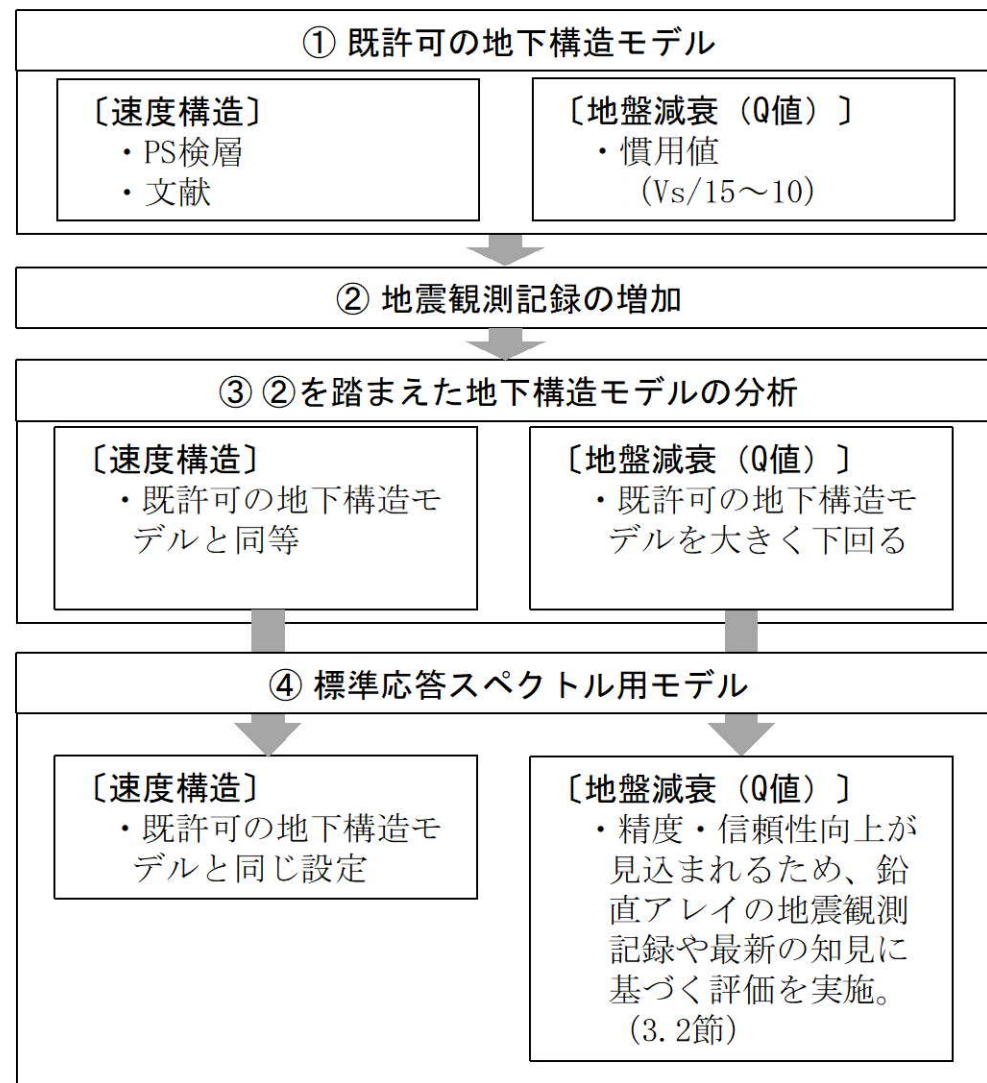 ① 既許可の地下構造モデル
〔速度構造〕
・PS検層
・文献
〔地盤減衰（Q値）〕
・慣用値
（Vs/15～10）
② 地震観測記録の増加
③ ②を踏まえた地下構造モデルの分析
〔速度構造〕
・既許可の地下構造モ
デルと同等
〔地盤減衰（Q値）〕
・既許可の地下構造モ
デルを大きく下回る
④ 標準応答スペクトル用モデル
〔速度構造〕
・既許可の地下構造モ
デルと同じ設定
〔地盤減衰（Q値）〕
・精度・信頼性向上が
見込まれるため、鉛
直アレイの地震観測
記録や最新の知見に
基づく評価を実施。
（3.2節）